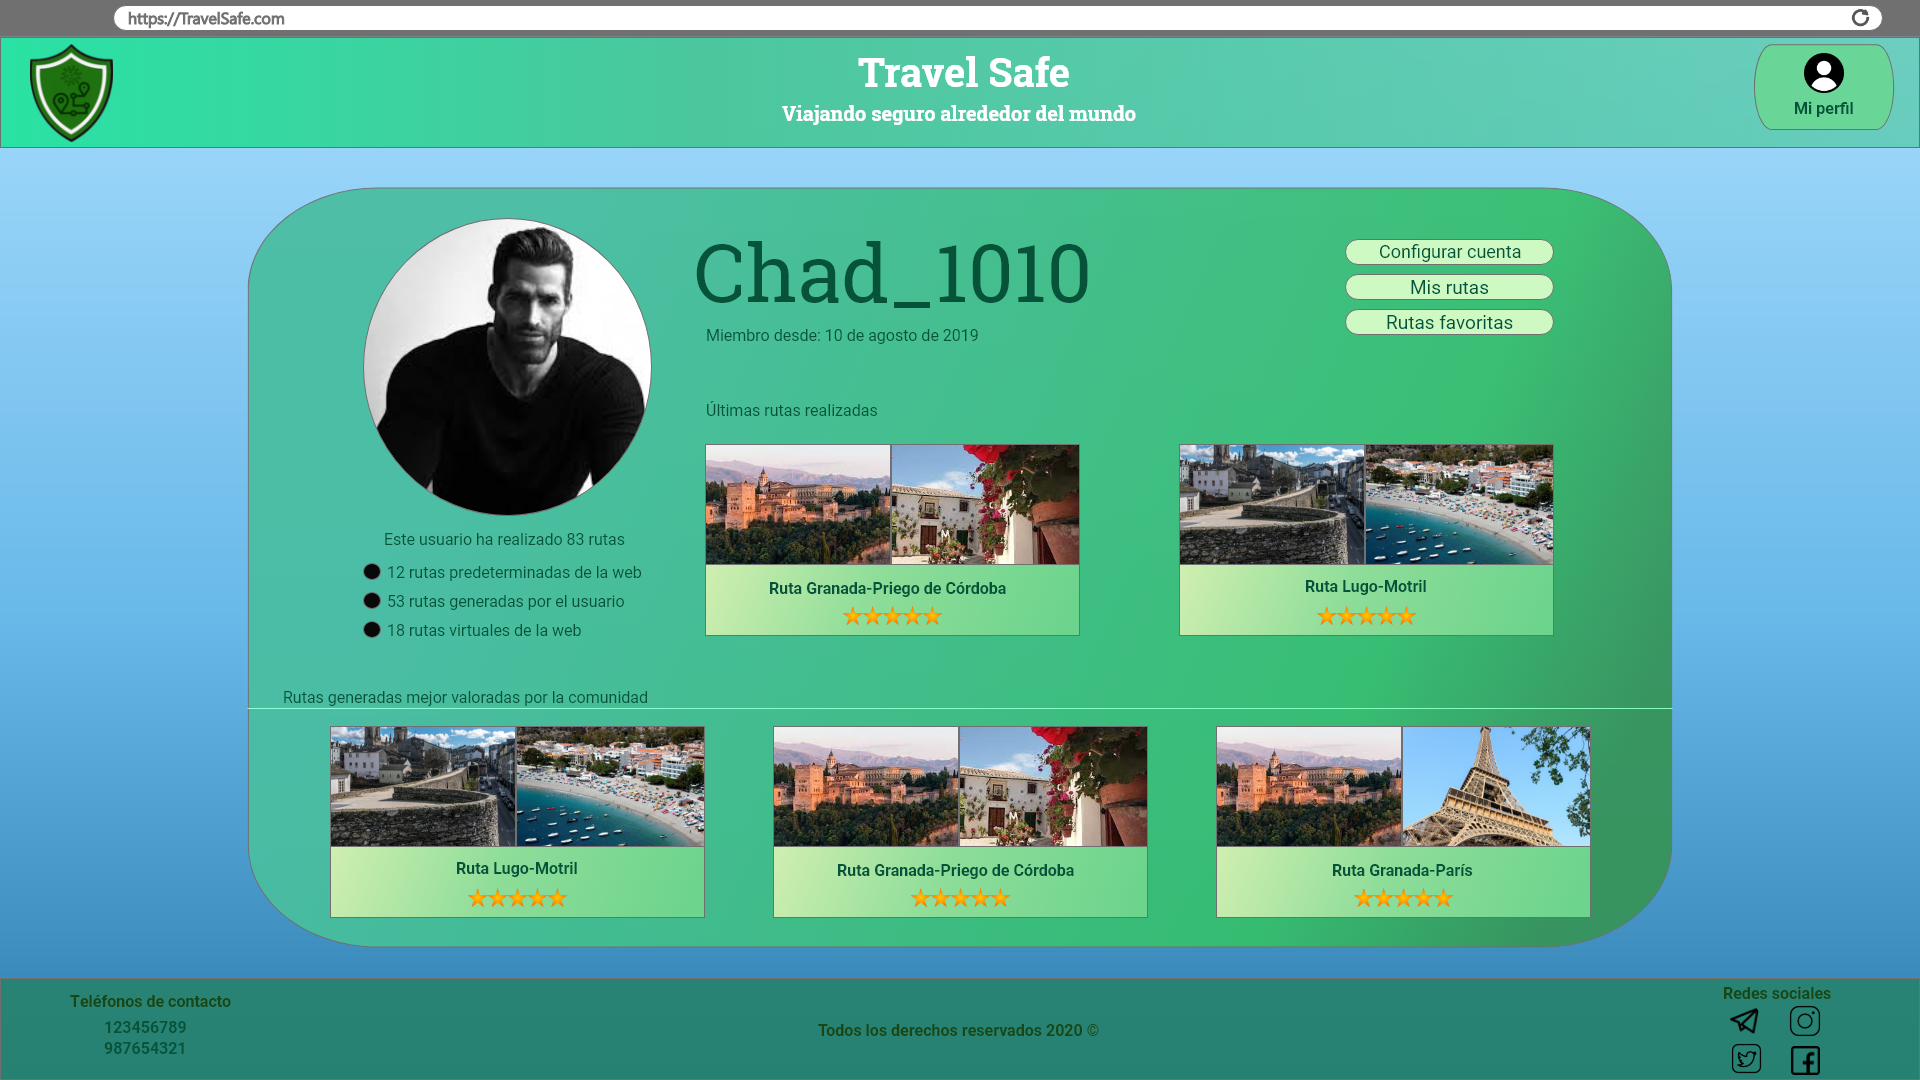 https://TravelSafe.com
Travel Safe
Viajando seguro alrededor del mundo
Mi perfil
Chad_1010
Miembro desde: 10 de agosto de 2019
Configurar cuenta
Mis rutas
Rutas favoritas
Últimas rutas realizadas
Ruta Granada-Priego de Córdoba
Ruta Lugo-Motril
Este usuario ha realizado 83 rutas
12 rutas predeterminadas de la web
53 rutas generadas por el usuario
18 rutas virtuales de la web
Rutas generadas mejor valoradas por la comunidad
Ruta Lugo-Motril
Ruta Granada-Priego de Córdoba
Ruta Granada-París
Teléfonos de contacto
123456789
987654321
Todos los derechos reservados 2020 ©
Redes sociales